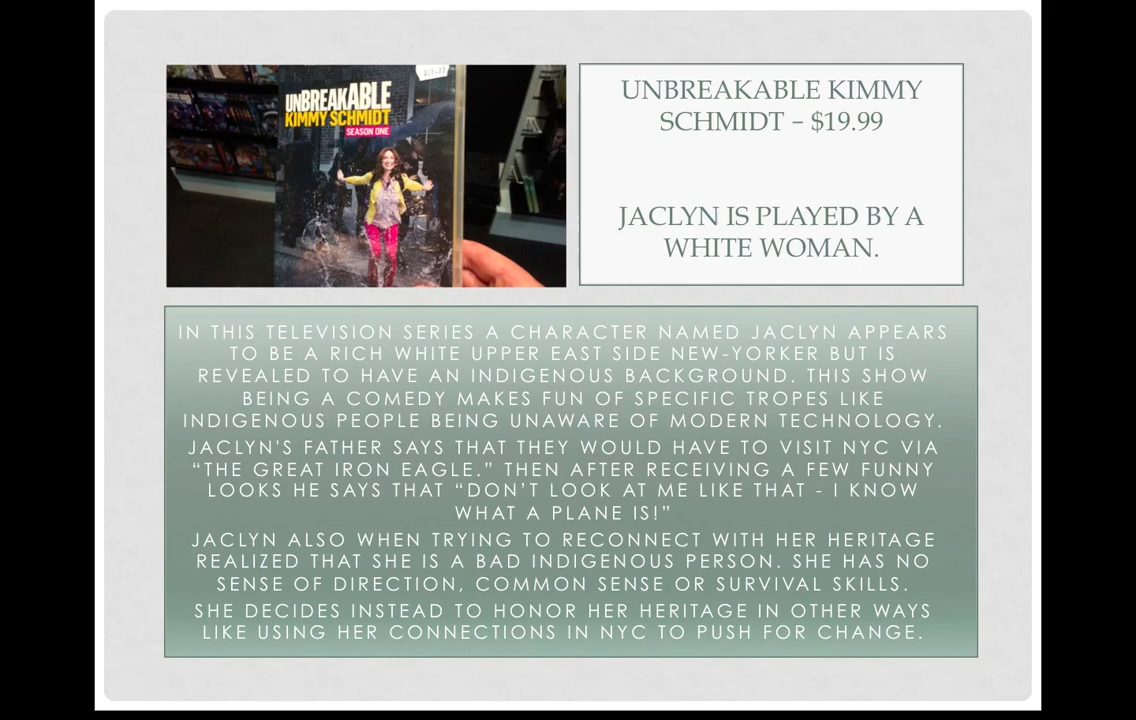 $19.99
UNBREAKABLE
KIMMY SCHMIDT
SEASON ONE
UNBREAKABLE KIMMY
SCHMIDT – $19.99
JACLYN IS PLAYED BY A
WHITE WOMAN.
IN THIS TELEVISION SERIES A CHARACTER NAMED JACLYN APPEARS
TO BE A RICH WHITE UPPER EAST SIDE NEW-YORKER BUT IS
REVEALED TO HAVE AN INDIGENOUS BACKGROUND. THIS SHOW
BEING A COMEDY MAKES FUN OF SPECIFIC TROPES LIKE
INDIGENOUS PEOPLE BEING UNAWARE OF MODERN TECHNOLOGY.
JACLYN'S FATHER SAYS THAT THEY WOULD HAVE TO VISIT NYC VIA
“THE GREAT IRON EAGLE.” THEN AFTER RECEIVING A FEW FUNNY
LOOKS HE SAYS THAT “DON’T LOOK AT ME LIKE THAT - I KNOW
WHAT A PLANE IS!”
JACLYN ALSO WHEN TRYING TO RECONNECT WITH HER HERITAGE
REALIZED THAT SHE IS A BAD INDIGENOUS PERSON. SHE HAS NO
SENSE OF DIRECTION, COMMON SENSE OR SURVIVAL SKILLS.
SHE DECIDES INSTEAD TO HONOR HER HERITAGE IN OTHER WAYS
LIKE USING HER CONNECTIONS IN NYC TO PUSH FOR CHANGE.